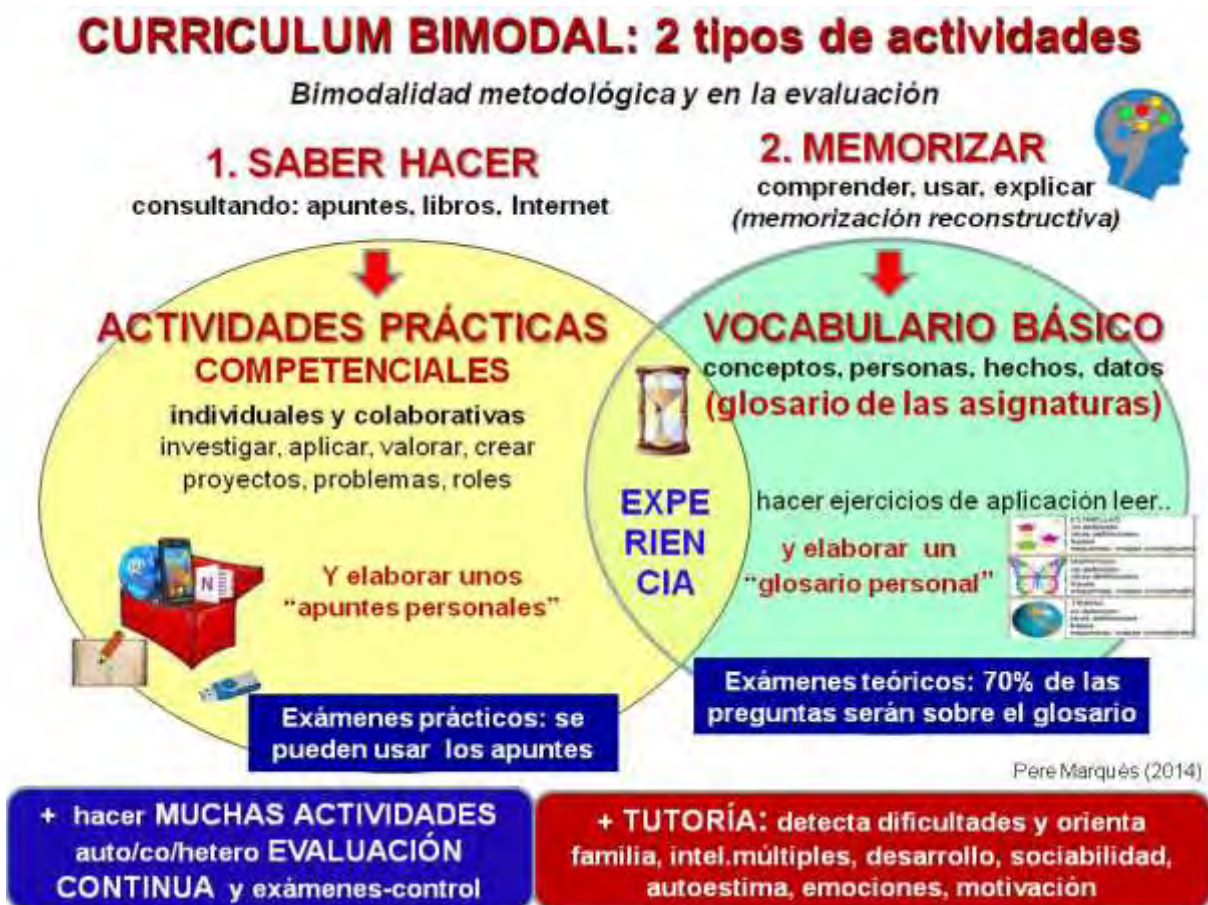 CURRICULUM BIMODAL: 2 tipos de actividades
Bimodalidad metodológica y en la evaluación
1. SABER HACER
consultando: apuntes, libros, Internet
2. MEMORIZAR
comprender, usar, explicar
(memorización reconstructiva)
ACTIVIDADES PRÁCTICAS
COMPETENCIALES
individuales y colaborativas
investigar, aplicar, valorar, crear
proyectos, problemas, roles
Y elaborar unos
“apuntes personales”
Exámenes prácticos: se
pueden usar los apuntes
EXPE
RIEN
CIA
VOCABULARIO BÁSICO
conceptos, personas, hechos, datos
(glosario de las asignaturas)
hacer ejercicios de aplicación leer..
y elaborar un
“glosario personal”
Exámenes teóricos: 70% de las
preguntas serán sobre el glosario
Pere Marquès (2014)
+ hacer MUCHAS ACTIVIDADES
auto/co/hetero EVALUACIÓN
CONTINUA y exámenes-control
+ TUTORÍA: detecta dificultades y orienta
familia, intel.múltiples, desarrollo, sociabilidad,
autoestima, emociones, motivación